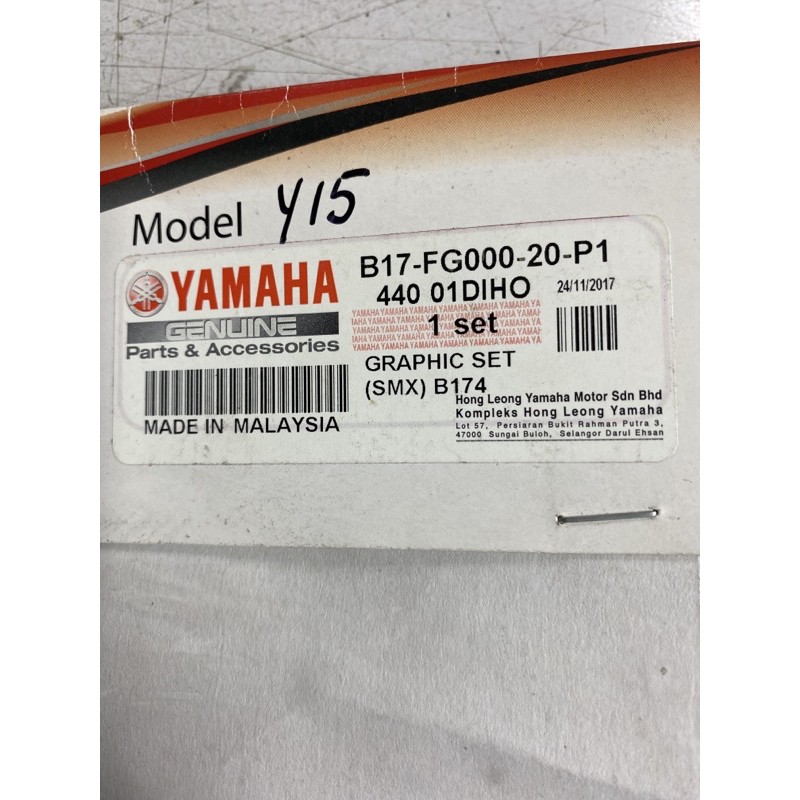 Model Y15
YAMAHA
GENUINE
Parts & Accessories
MADE IN MALAYSIA
B17-FG000-20-P1
440 01DIHO
24/11/2017
1 set
GRAPHIC SET
(SMX) B174
Hong Leong Yamaha Motor Sdn Bhd
Kompleks Hong Leong Yamaha
Lot 57, Persiaran Bukit Rahman Putra 3,
47000 Sungai Buloh, Selangor Darul Ehsan